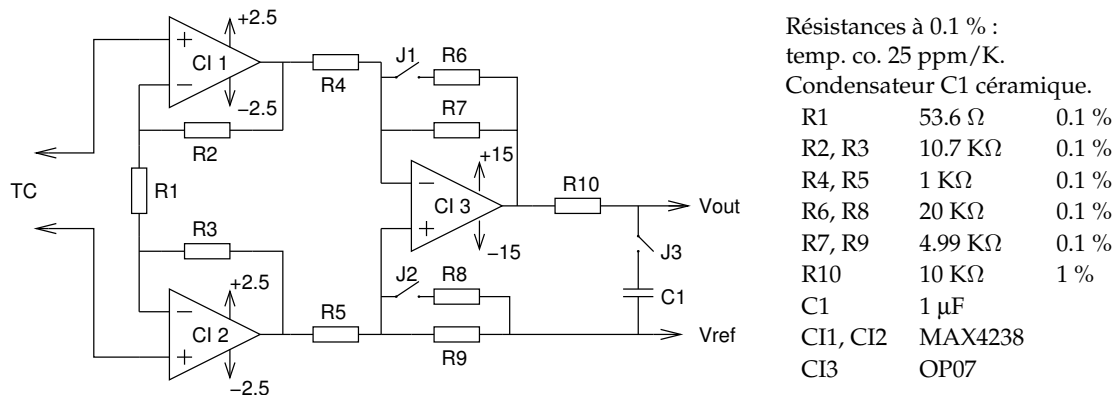 +2.5
CI 1
−2.5
R2
R4
J1
R6
R7
TC
R1
+15
CI 3
−15
R10
Vout
R3
J3
+2.5
J2
R8
C1
CI 2
R5
R9
Vref
−2.5
Résistances à 0.1 % :
temp. co. 25 ppm/K.
Condensateur C1 céramique.
R1 53.6 Ω 0.1 %
R2, R3 10.7 KΩ 0.1 %
R4, R5 1 KΩ 0.1 %
R6, R8 20 KΩ 0.1 %
R7, R9 4.99 KΩ 0.1 %
R10 10 KΩ 1 %
C1 1 μF
CI1, CI2 MAX4238
CI3 OP07